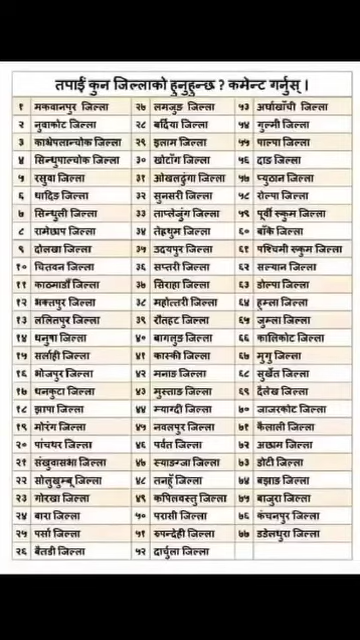 तपाईं कुन जिल्लाको हुनुहुन्छ ? कमेन्ट गर्नुस् ।
१ मकवानपुर जिल्ला २७ लमजुङ जिल्ला ५३ अर्घाखाँची जिल्ला
२ नुवाकोट जिल्ला २८ बर्दिया जिल्ला ५४ गुल्मी जिल्ला
३ काभ्रेपलान्चोक जिल्ला २९ इलाम जिल्ला ५५ पाल्पा जिल्ला
४ सिन्धुपाल्चोक जिल्ला ३० खोटाँग जिल्ला ५६ दाङ जिल्ला
५ रसुवा जिल्ला ३१ ओखलढुंगा जिल्ला ५७ प्युठान जिल्ला
६ धादिङ जिल्ला ३२ सुनसरी जिल्ला ५८ रोल्पा जिल्ला
७ सिन्धुली जिल्ला ३३ ताप्लेजुंग जिल्ला ५९ पूर्वी रुकुम जिल्ला
८ रामेछाप जिल्ला ३४ तेह्रथुम जिल्ला ६० बाँके जिल्ला
९ दोलखा जिल्ला ३५ उदयपुर जिल्ला ६१ पश्चिमी रुकुम जिल्ला
१० चितवन जिल्ला ३६ सप्तरी जिल्ला ६२ सल्यान जिल्ला
११ काठमाडौँ जिल्ला ३७ सिराहा जिल्ला ६३ डोल्पा जिल्ला
१२ भक्तपुर जिल्ला ३८ महोत्तरी जिल्ला ६४ हुम्ला जिल्ला
१३ ललितपुर जिल्ला ३९ रौतहट जिल्ला ६५ जुम्ला जिल्ला
१४ धनुषा जिल्ला ४० बागलुङ जिल्ला ६६ कालिकोट जिल्ला
१५ सर्लाही जिल्ला ४१ कास्की जिल्ला ६७ मुगु जिल्ला
१६ भोजपुर जिल्ला ४२ मनाङ जिल्ला ६८ सुर्खेत जिल्ला
१७ धनकुटा जिल्ला ४३ मुस्ताङ जिल्ला ६९ दैलेख जिल्ला
१८ झापा जिल्ला ४४ म्याग्दी जिल्ला ७० जाजरकोट जिल्ला
१९ मोरंग जिल्ला ४५ नवलपुर जिल्ला ७१ कैलाली जिल्ला
२० पांचथर जिल्ला ४६ पर्वत जिल्ला ७२ अछाम जिल्ला
२१ संखुवासभा जिल्ला ४७ स्याङग्जा जिल्ला ७३ डोटी जिल्ला
२२ सोलुखुम्बू जिल्ला ४८ तनहुँ जिल्ला ७४ बझाङ जिल्ला
२३ गोरखा जिल्ला ४९ कपिलवस्तु जिल्ला ७५ बाजुरा जिल्ला
२४ बारा जिल्ला ५० परासी जिल्ला ७६ कंचनपुर जिल्ला
२५ पर्सा जिल्ला ५१ रुपन्देही जिल्ला ७७ डडेलधुरा जिल्ला
२६ बैतडी जिल्ला ५२ दार्चुला जिल्ला